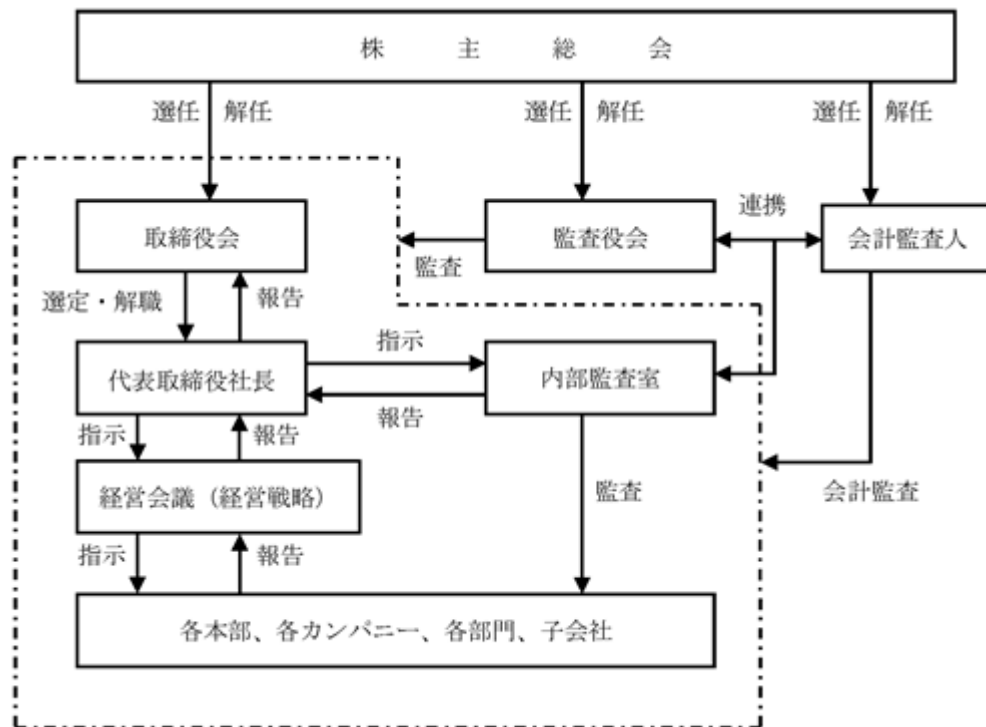 株主総会
選任 解任
選任 解任
選任 解任
取締役会
監査役会
連携
会計監査人
監査
選定・解職
報告
代表取締役社長
指示
報告
内部監査室
指示
報告
経営会議（経営戦略）
監査
会計監査
指示
報告
各本部、各カンパニー、各部門、子会社